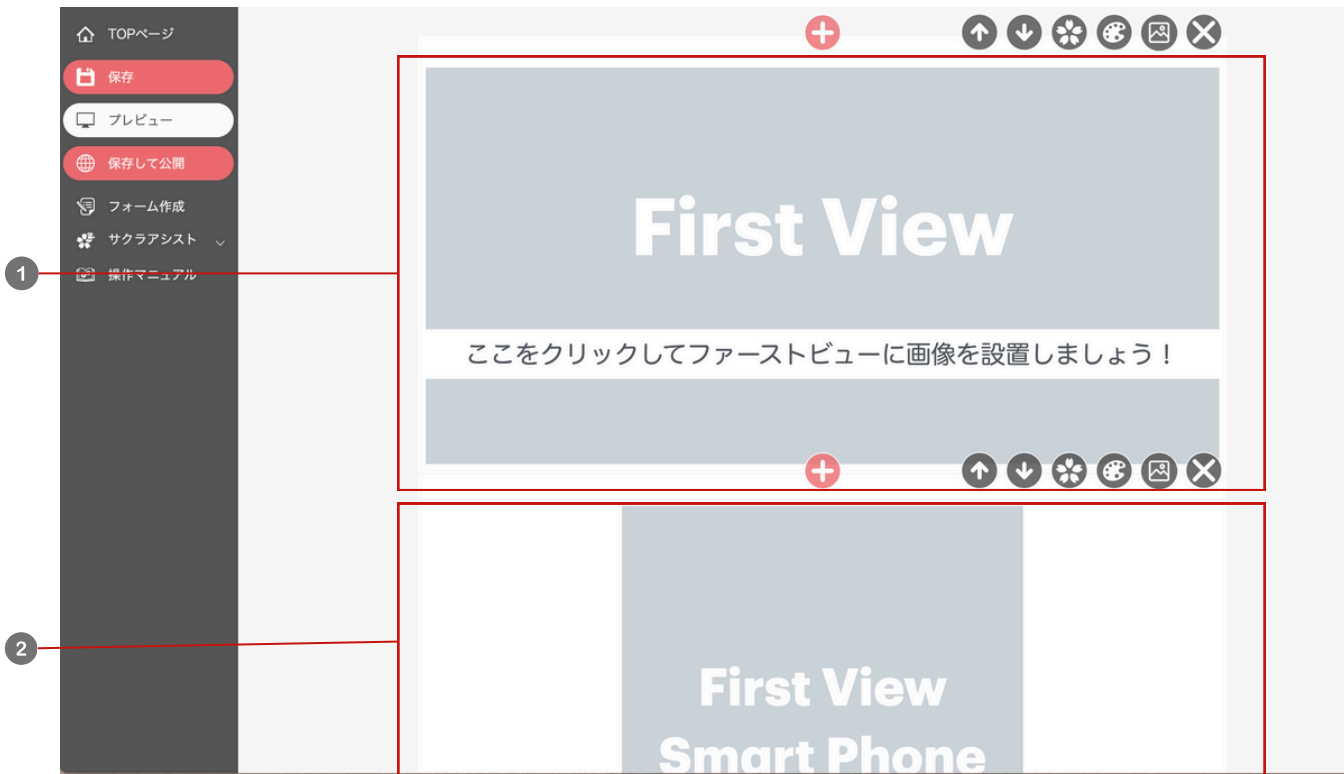 TOPページ
保存
プレビュー
保存して公開
フォーム作成
サクラアシスト
操作マニュアル
1
First View
ここをクリックしてファーストビューに画像を設置しましょう！
2
First View
Smart Phone